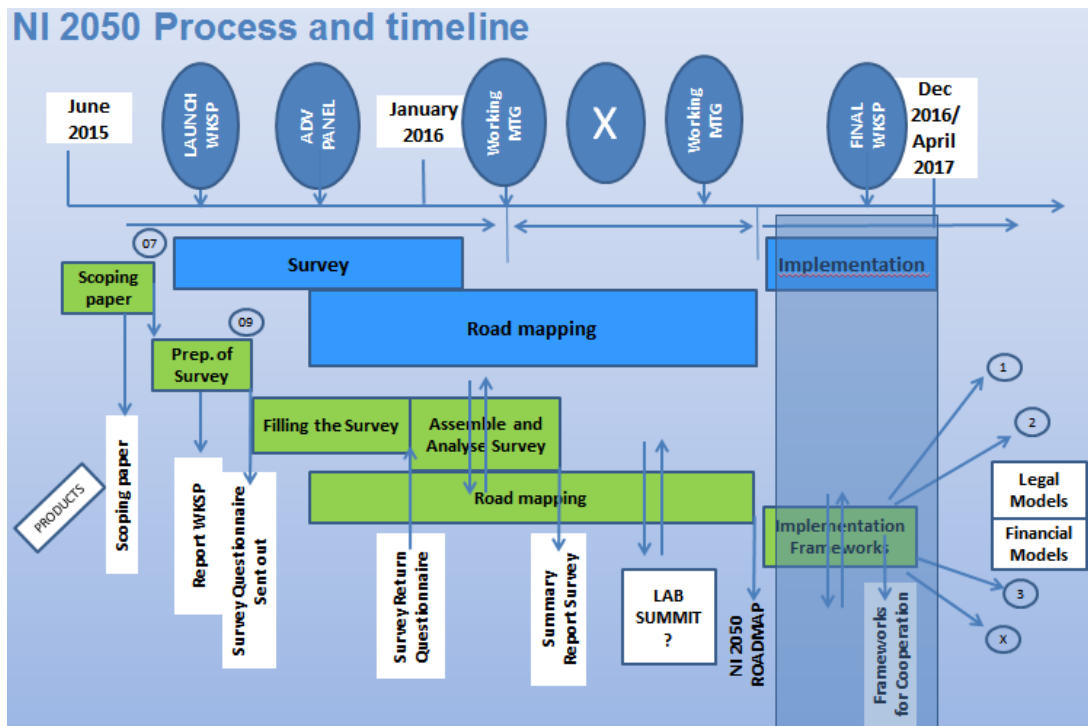 NI 2050 Process and timeline
June
2015
LAUNCH
WKSP
ADV
PANEL
January
2016
Working
MTG
X
Working
MTG
FINAL
WKSP
Dec
2016/
April
2017
07
Survey
Implementation
Scoping
paper
Road mapping
09
Prep. of
Survey
1
Filling the Survey
Assemble and
Analyse Survey
2
PRODUCTS
Scoping paper
Report WKSP
Survey Questionnaire
Sent out
Road mapping
Legal
Models
Financial
Models
Implementation
Frameworks
Survey Return
Questionnaire
Summary
Report Survey
LAB
SUMMIT
?
NI 2050
ROADMAP
Frameworks
for Cooperation
3
X